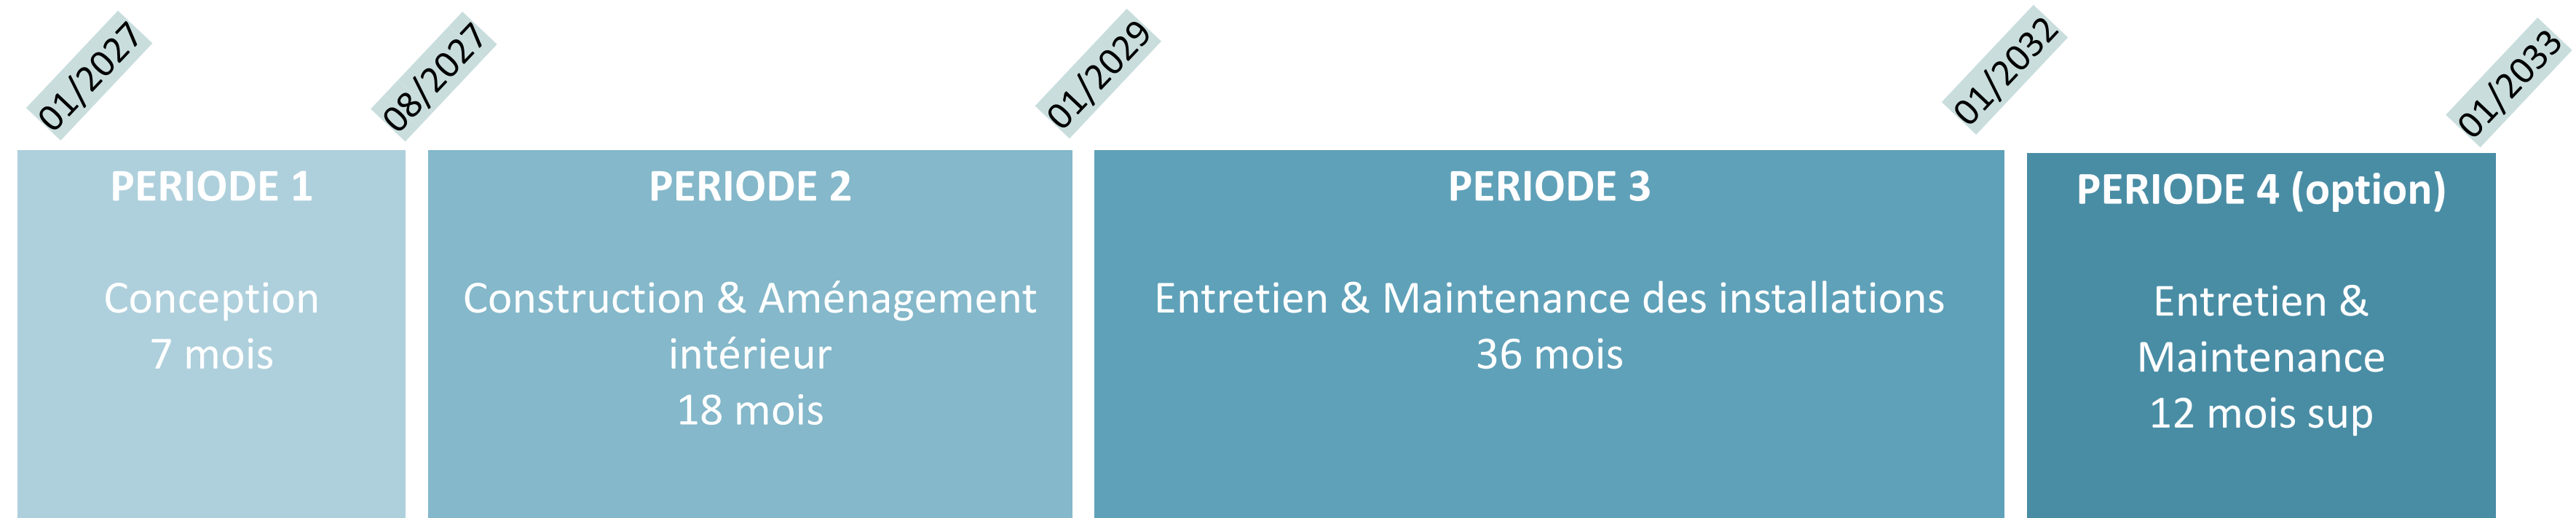 01/2027
08/2027
01/2029
01/2032
01/2033
PERIODE 1
Conception
7 mois
PERIODE 2
Construction & Aménagement
intérieur
18 mois
PERIODE 3
Entretien & Maintenance des installations
36 mois
PERIODE 4 (option)
Entretien &
Maintenance
12 mois sup